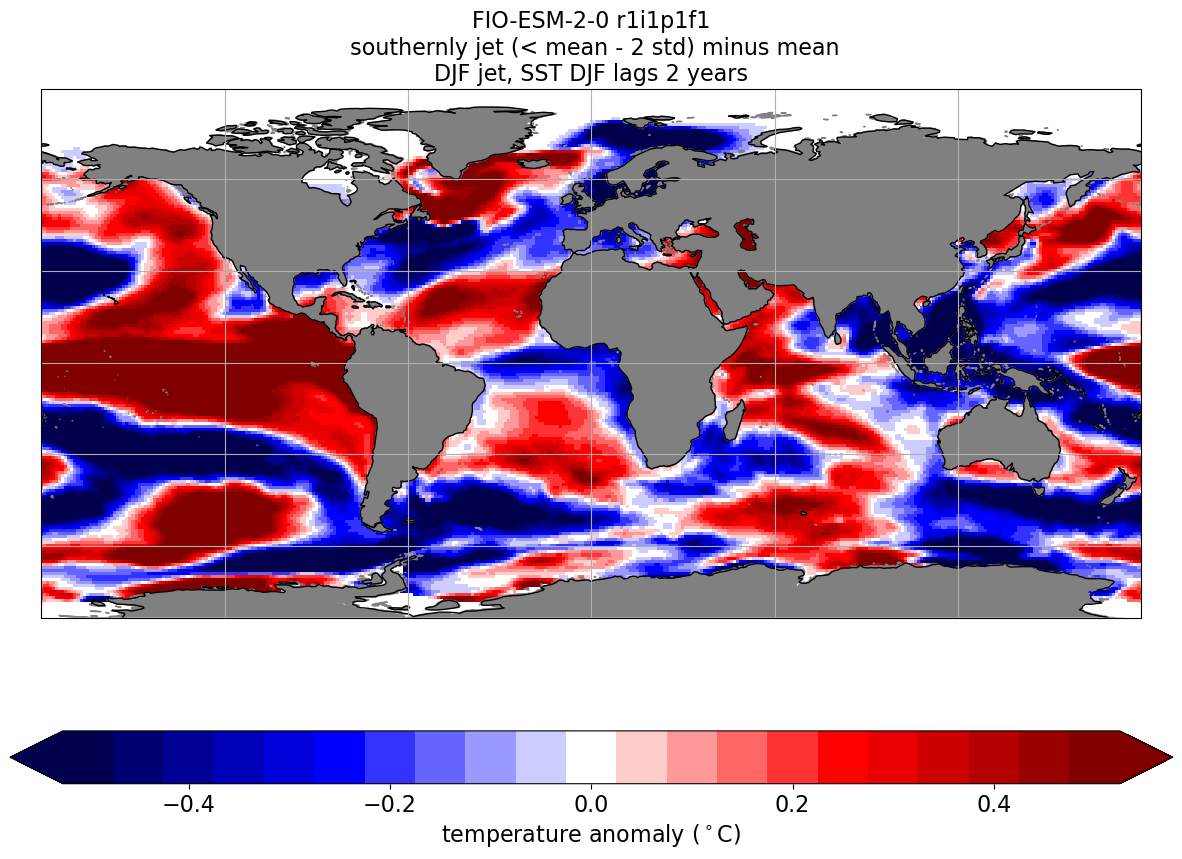 FIO-ESM-2-0 r1i1p1f1
southernly jet (< mean - 2 std) minus mean
DJF jet, SST DJF lags 2 years
−0.4 −0.2 0.0 0.2 0.4
temperature anomaly (°C)